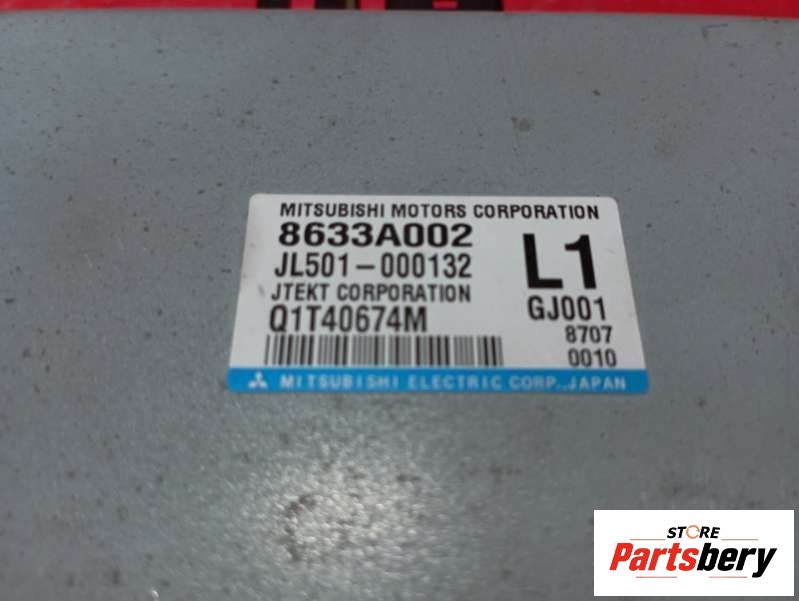 MITSUBISHI MOTORS CORPORATION
8633A002
L1
JL501-000132
JTEKT CORPORATION
GJ001
Q1T40674M
8707
0010
MITSUBISHI ELECTRIC CORP., JAPAN
STORE
Partsbery